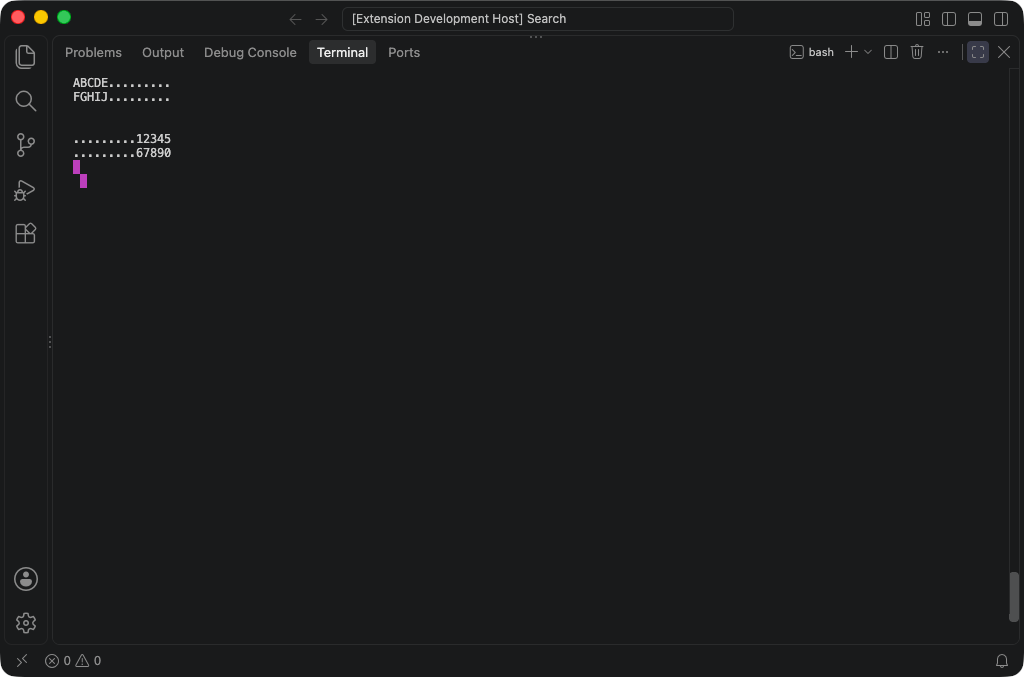 [Extension Development Host] Search
Problems Output Debug Console Terminal Ports bash
ABCDE.........
FGHIJ.........
.........12345
.........67890
0 0